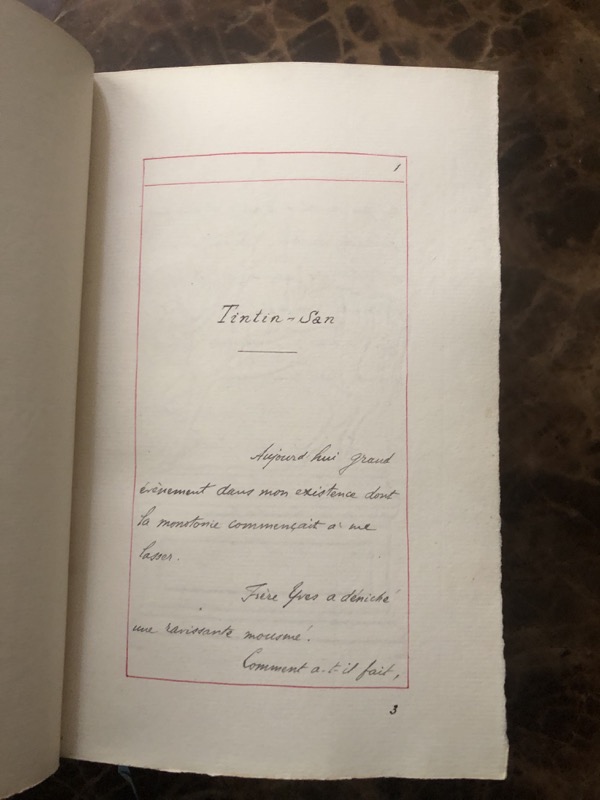 1
Tintin-San
Aujourd'hui grand
évènement dans mon existence dont
la monotonie commençait à me
lasser.
Frère Yves a déniché
une ravissante mousmé.
Comment a-t-il fait,
3